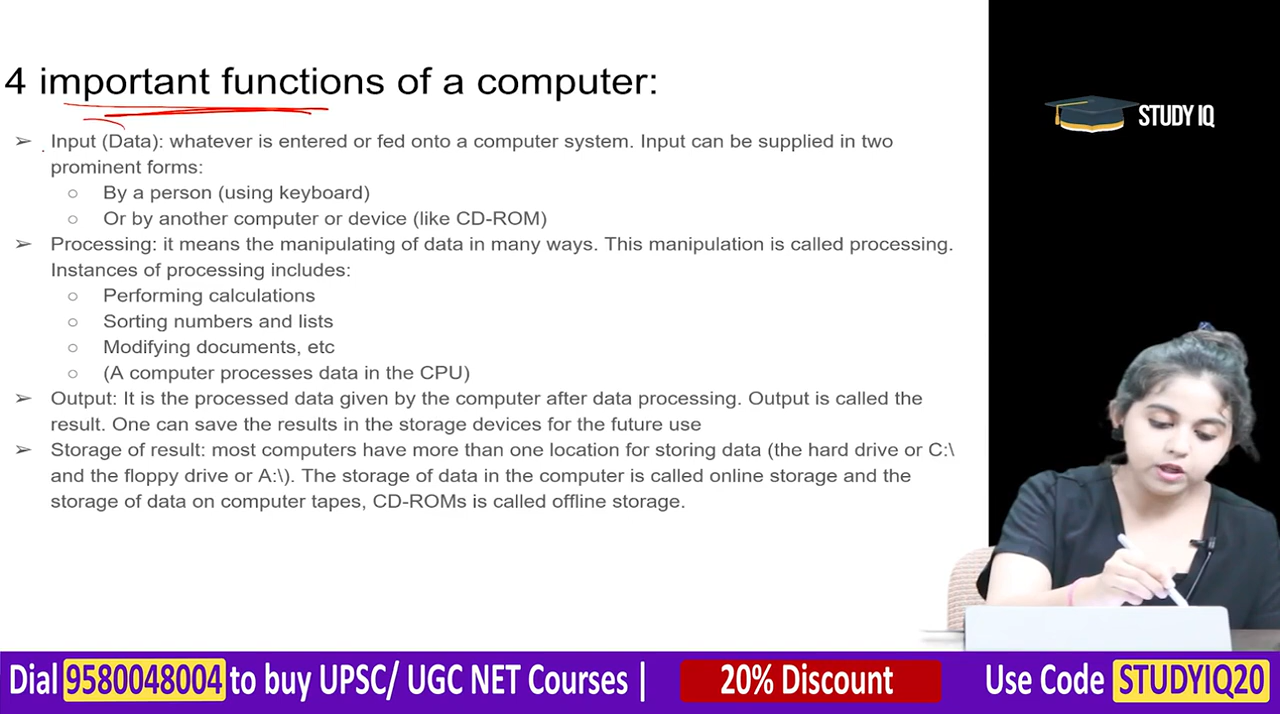 4 important functions of a computer:
STUDY IQ
➢ Input (Data): whatever is entered or fed onto a computer system. Input can be supplied in two
prominent forms:
○ By a person (using keyboard)
○ Or by another computer or device (like CD-ROM)
➢ Processing: it means the manipulating of data in many ways. This manipulation is called processing.
Instances of processing includes:
○ Performing calculations
○ Sorting numbers and lists
○ Modifying documents, etc
○ (A computer processes data in the CPU)
➢ Output: It is the processed data given by the computer after data processing. Output is called the
result. One can save the results in the storage devices for the future use
➢ Storage of result: most computers have more than one location for storing data (the hard drive or C:\
and the floppy drive or A:\). The storage of data in the computer is called online storage and the
storage of data on computer tapes, CD-ROMs is called offline storage.
Dial 9580048004 to buy UPSC/ UGC NET Courses | 20% Discount Use Code STUDYIQ20